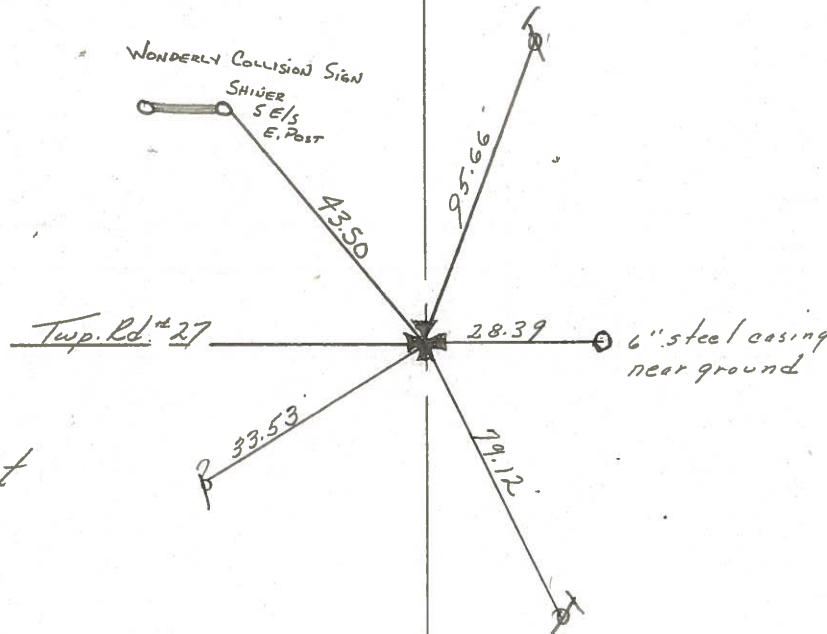 WONDERLY COLLISION SIGN
SHINER
S E/S
E. POST
95.66
43.50
Twp. Rd. #27
28.39
6" steel casing
near ground
33.53
79.12